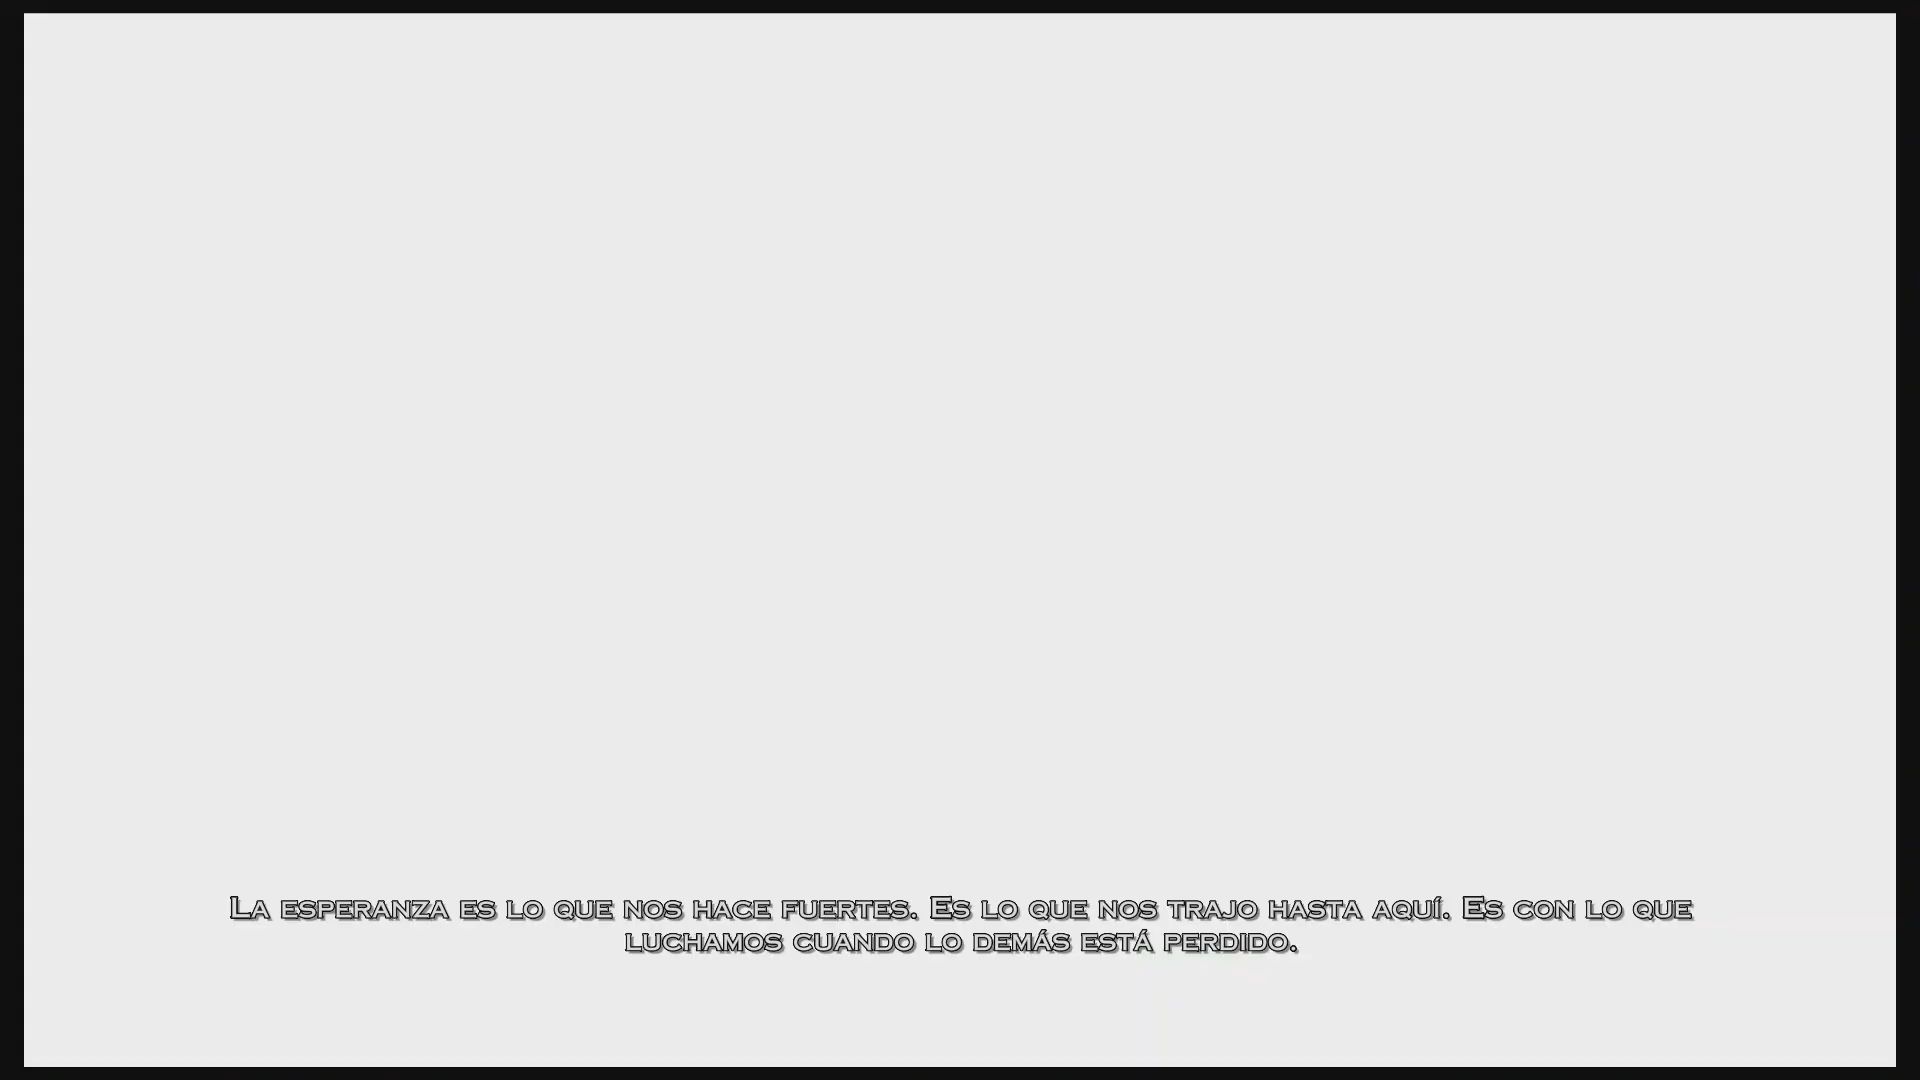 La esperanza es lo que nos hace fuertes. Es lo que nos trajo hasta aquí. Es con lo que
luchamos cuando lo demás está perdido.